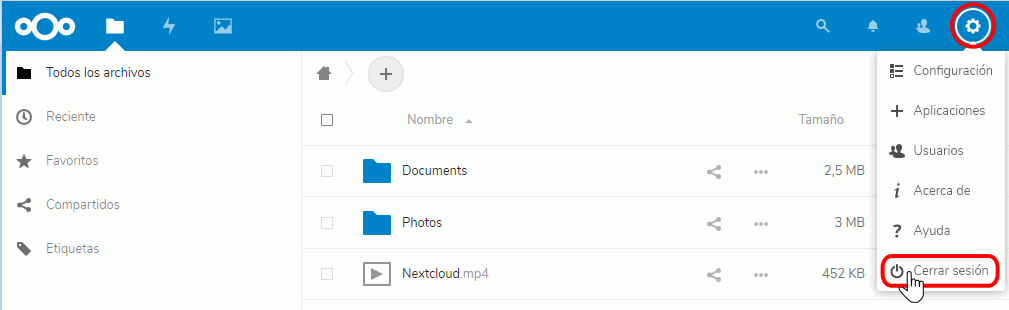 Todos los archivos
Reciente
Favoritos
Compartidos
Etiquetas
Nombre Tamaño
Documents 2,5 MB
Photos 3 MB
Nextcloud.mp4 452 KB
Configuración
Aplicaciones
Usuarios
Acerca de
Ayuda
Cerrar sesión